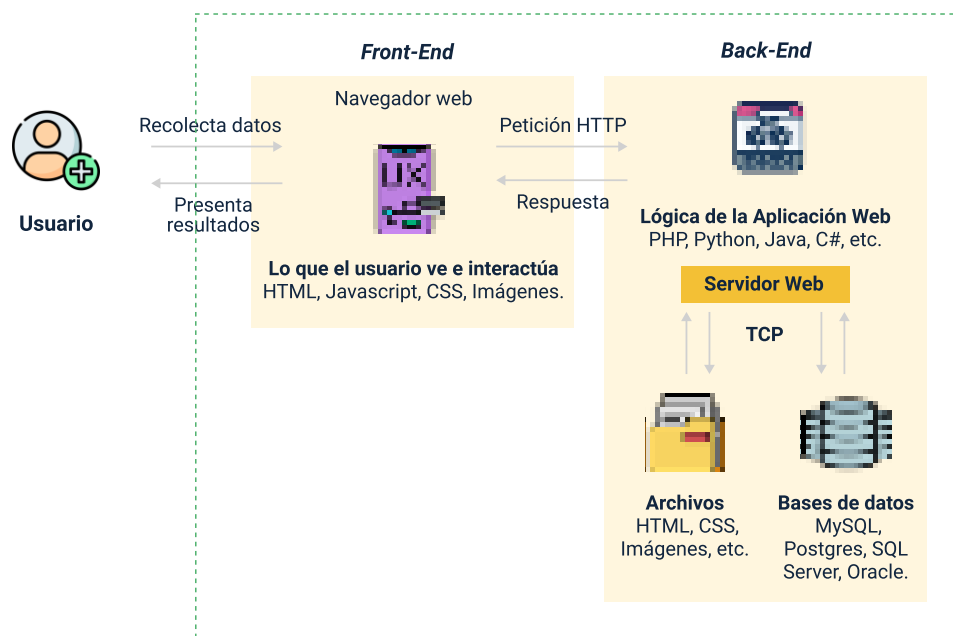 Front-End
Back-End
Navegador web
Recolecta datos
Petición HTTP
UX
Presenta
resultados
Respuesta
Usuario
Lógica de la Aplicación Web
PHP, Python, Java, C#, etc.
Lo que el usuario ve e interactúa
HTML, Javascript, CSS, Imágenes.
Servidor Web
TCP
Archivos
HTML, CSS,
Imágenes, etc.
Bases de datos
MySQL,
Postgres, SQL
Server, Oracle.